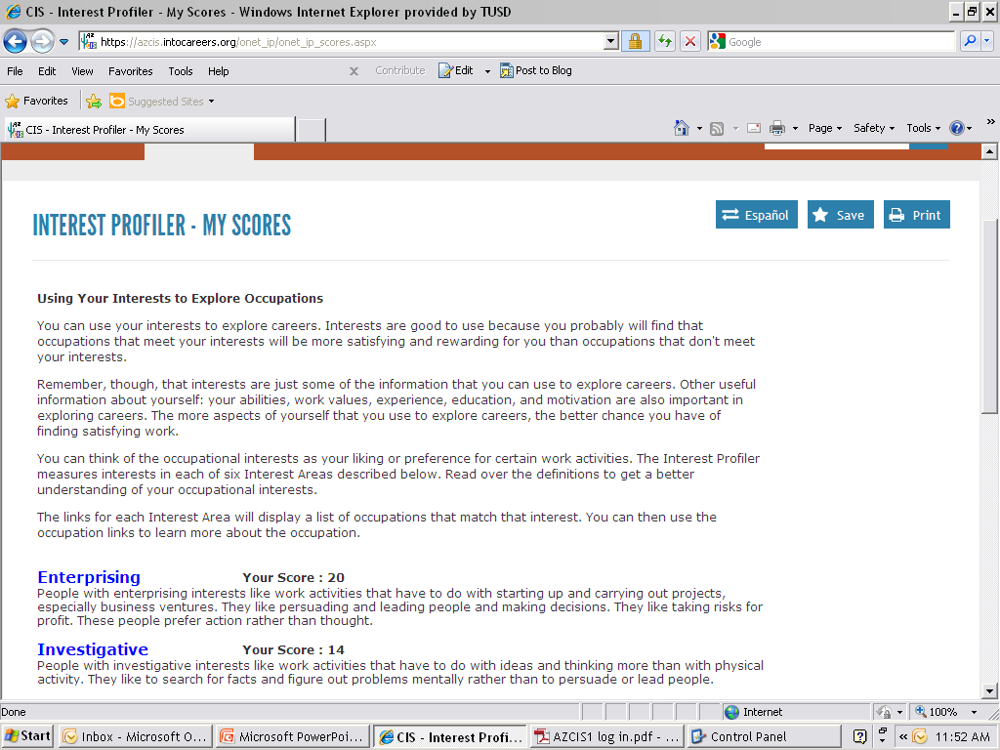 CIS - Interest Profiler - My Scores - Windows Internet Explorer provided by TUSD
https://azcis.intocareers.org/onet_ip/onet_ip_scores.aspx
Google
File Edit View Favorites Tools Help
x Contribute Edit Post to Blog
Favorites Suggested Sites
CIS - Interest Profiler - My Scores
Page Safety Tools »
INTEREST PROFILER - MY SCORES
Español Save Print
Using Your Interests to Explore Occupations
You can use your interests to explore careers. Interests are good to use because you probably will find that
occupations that meet your interests will be more satisfying and rewarding for you than occupations that don't meet
your interests.
Remember, though, that interests are just some of the information that you can use to explore careers. Other useful
information about yourself: your abilities, work values, experience, education, and motivation are also important in
exploring careers. The more aspects of yourself that you use to explore careers, the better chance you have of
finding satisfying work.
You can think of the occupational interests as your liking or preference for certain work activities. The Interest Profiler
measures interests in each of six Interest Areas described below. Read over the definitions to get a better
understanding of your occupational interests.
The links for each Interest Area will display a list of occupations that match that interest. You can then use the
occupation links to learn more about the occupation.
Enterprising Your Score : 20
People with enterprising interests like work activities that have to do with starting up and carrying out projects,
especially business ventures. They like persuading and leading people and making decisions. They like taking risks for
profit. These people prefer action rather than thought.
Investigative Your Score : 14
People with investigative interests like work activities that have to do with ideas and thinking more than with physical
activity. They like to search for facts and figure out problems mentally rather than to persuade or lead people.
Done Internet 100%
Start Inbox - Microsoft O... Microsoft PowerPoi... CIS - Interest Profi... AZCIS1 log in.pdf - ... Control Panel « 11:52 AM